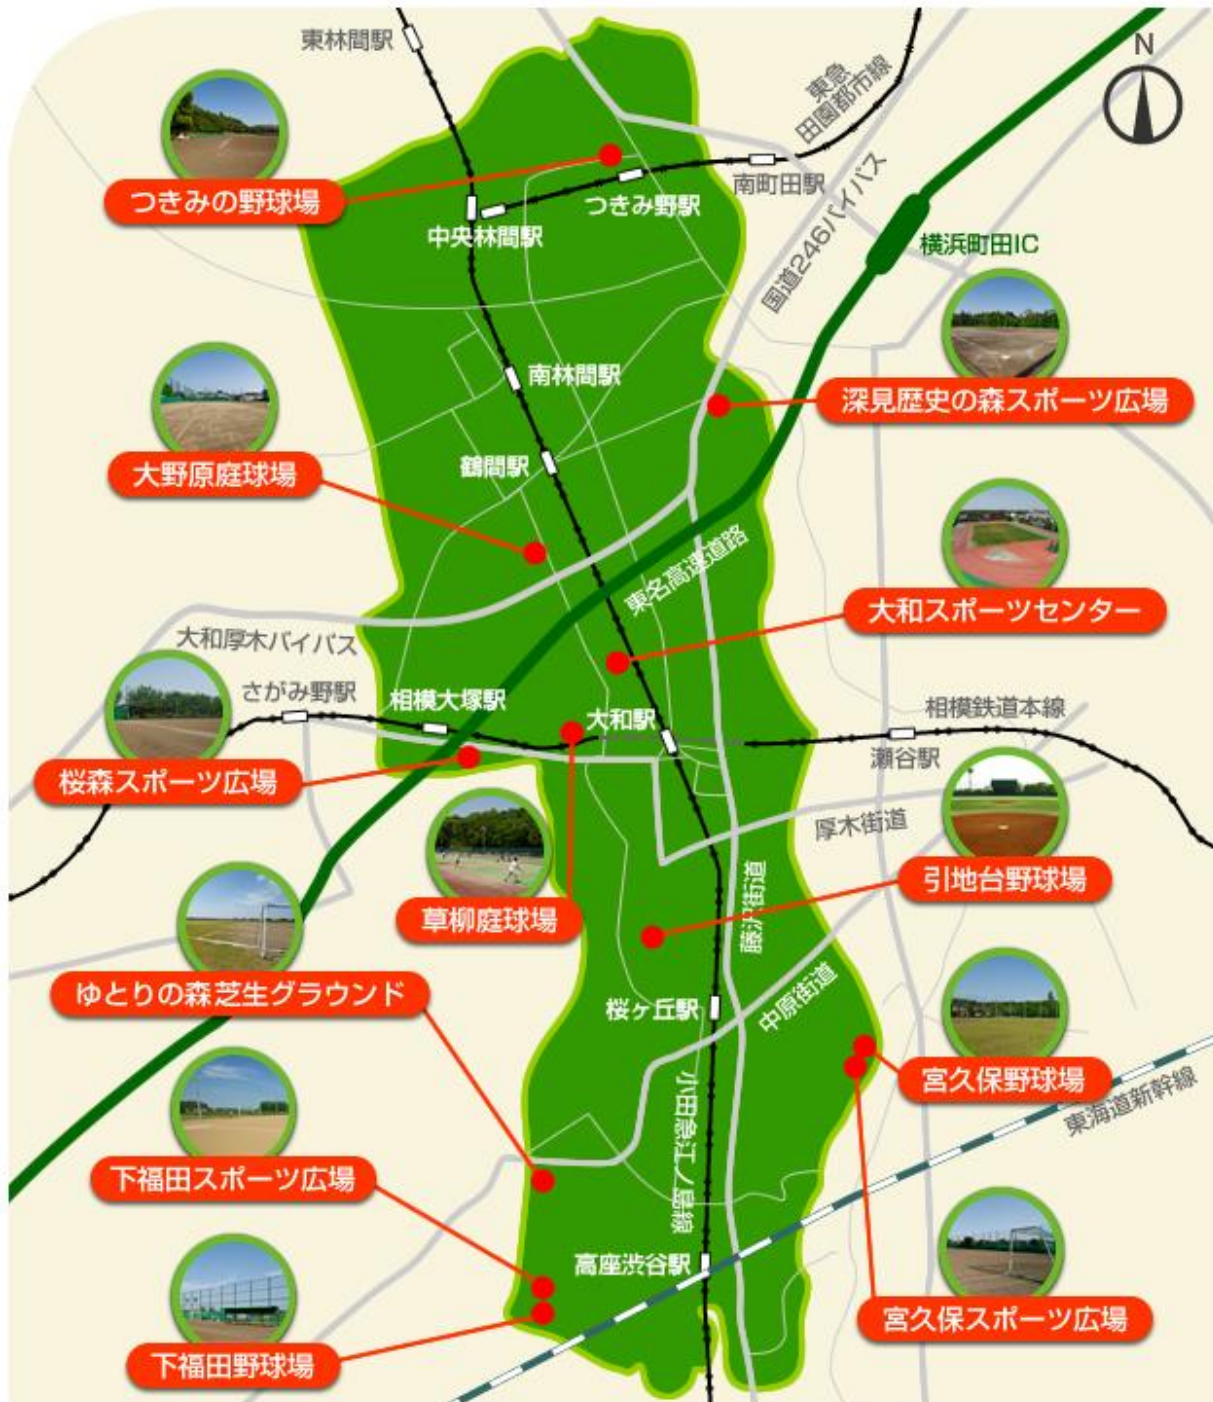 東林間駅
N
東急
田園都市線
つきみの野球場
南町田駅
つきみ野駅
中央林間駅
国道246バイパス
横浜町田IC
南林間駅
深見歴史の森スポーツ広場
鶴間駅
大野原庭球場
東名高速道路
大和スポーツセンター
大和厚木バイパス
さがみ野駅
相模大塚駅
大和駅
相模鉄道本線
瀬谷駅
桜森スポーツ広場
厚木街道
引地台野球場
草柳庭球場
藤沢街道
ゆとりの森芝生グラウンド
桜ヶ丘駅
中原街道
宮久保野球場
東海道新幹線
小田急江ノ島線
下福田スポーツ広場
高座渋谷駅
宮久保スポーツ広場
下福田野球場